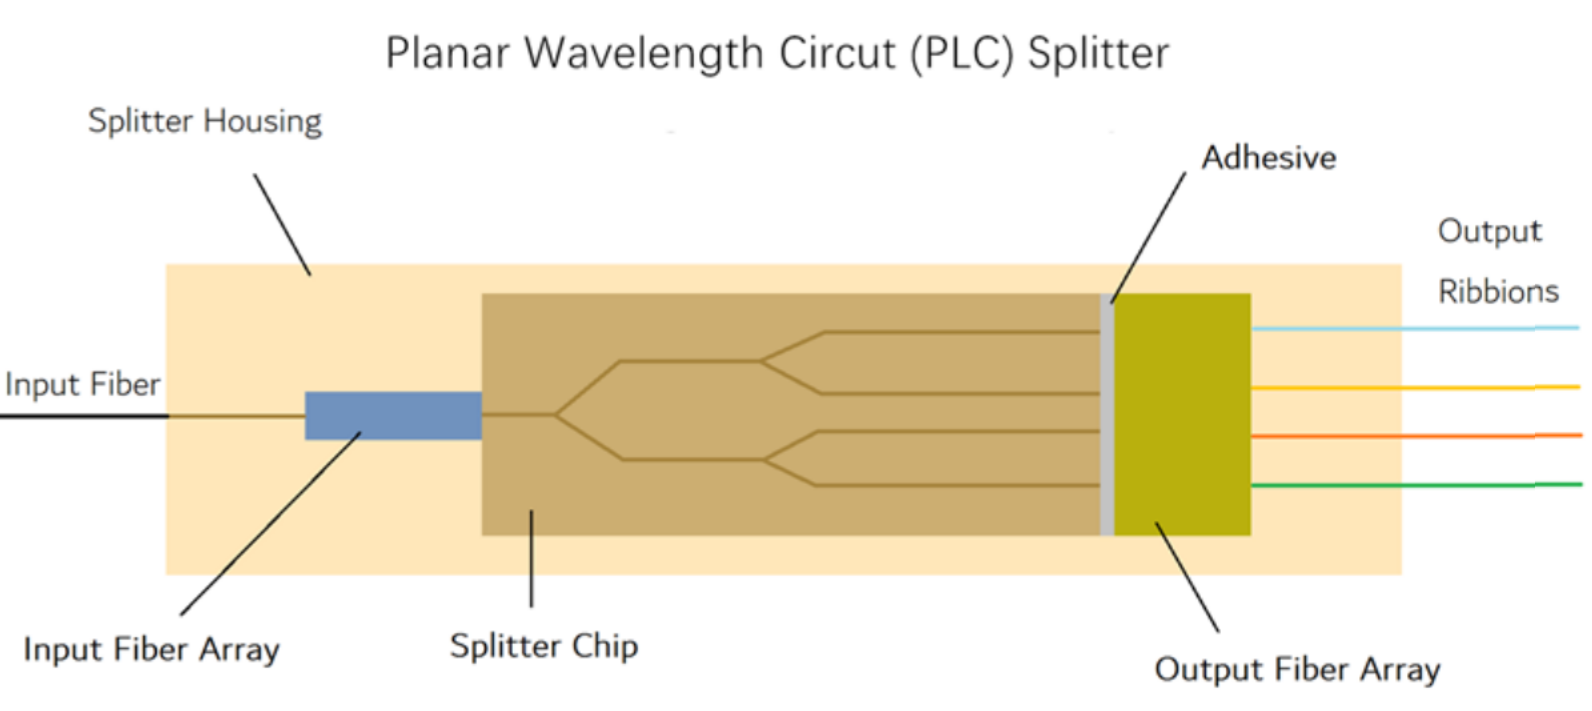 Planar Wavelength Circut (PLC) Splitter
Splitter Housing
Adhesive
Output
Ribbions
Input Fiber
Input Fiber Array
Splitter Chip
Output Fiber Array